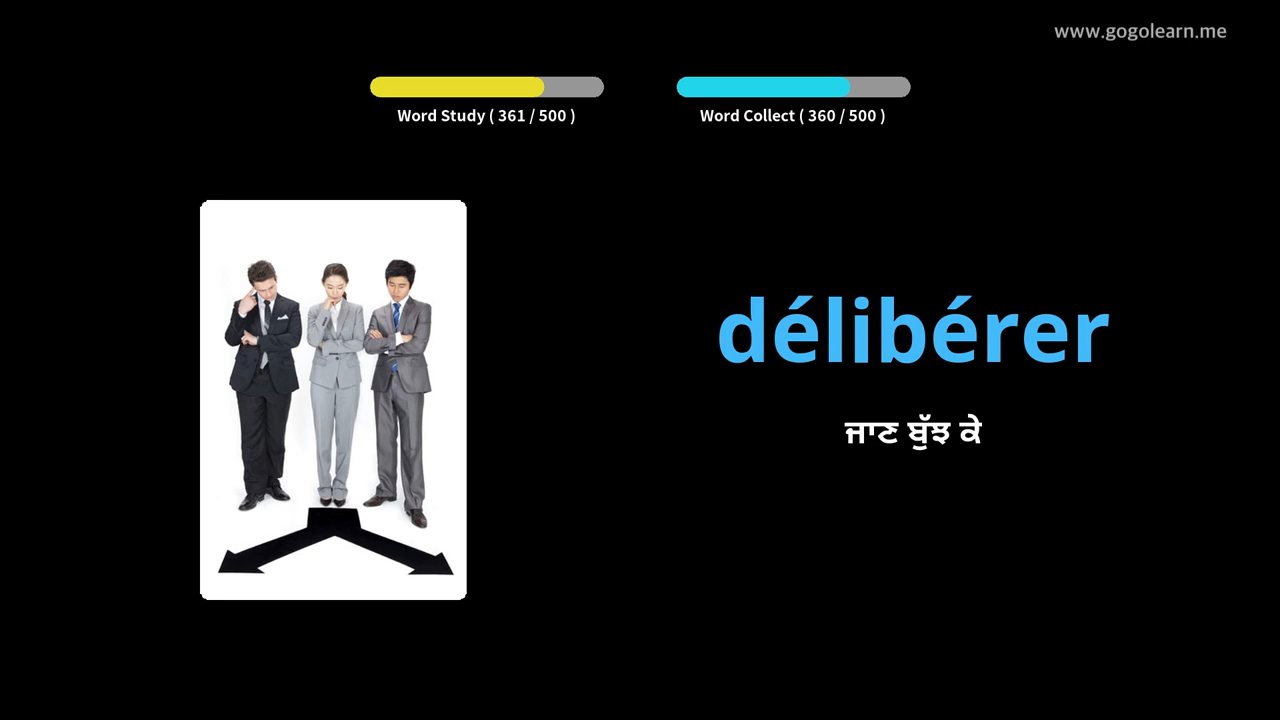 www.gogolearn.me
Word Study ( 361 / 500 )
Word Collect ( 360 / 500 )
délibérer
ਜਾਣ ਬੁੱਝ ਕੇ